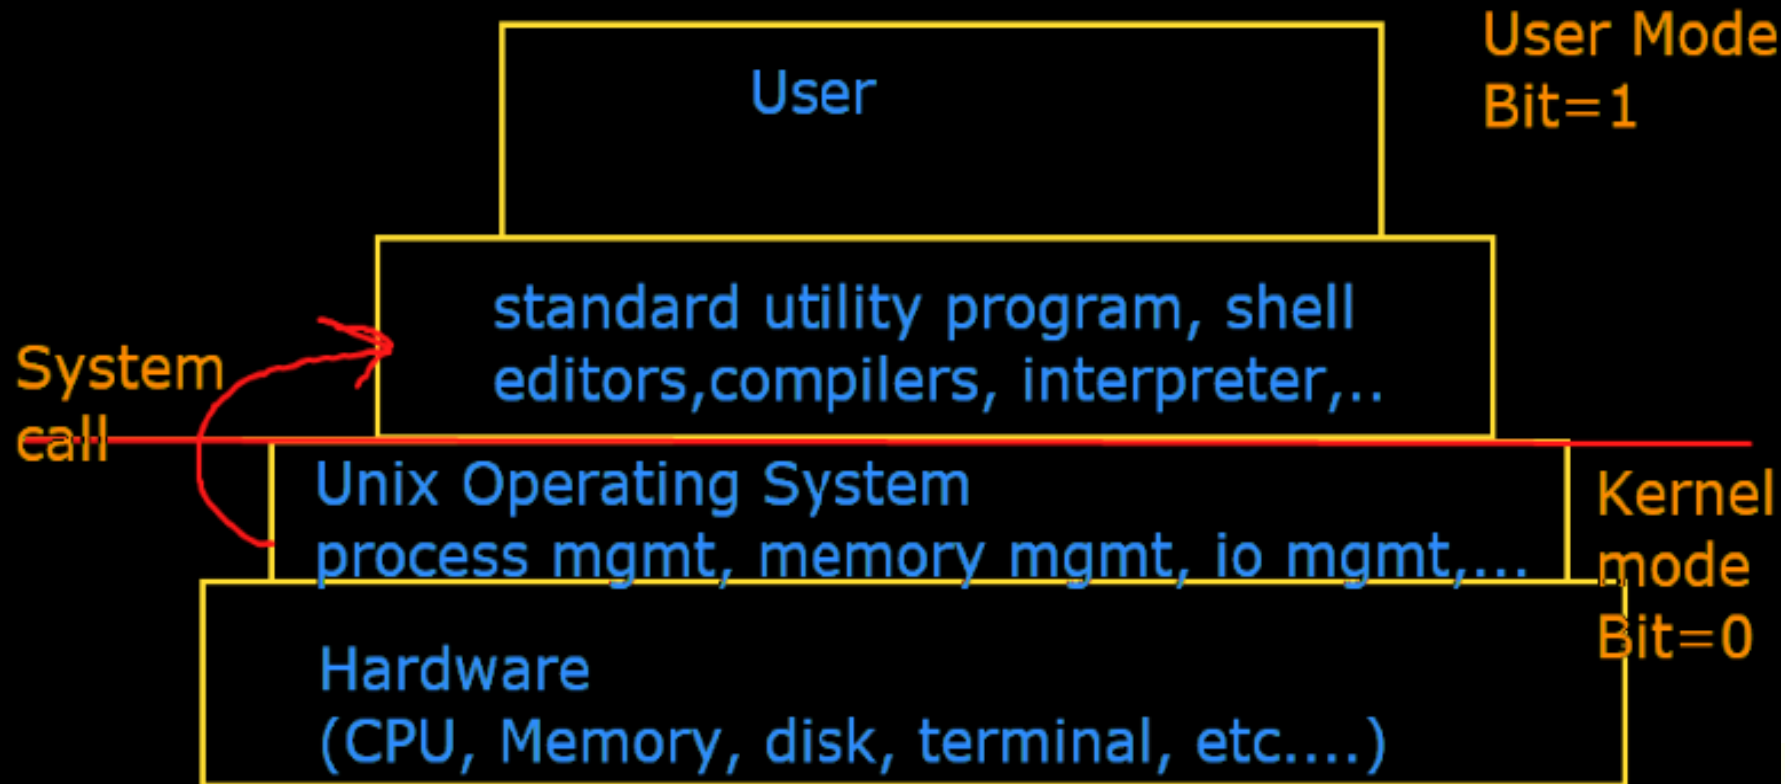 User Mode
Bit=1
User
standard utility program, shell
editors,compilers, interpreter,..
System
call
Unix Operating System
process mgmt, memory mgmt, io mgmt,...
Kernel
mode
Bit=0
Hardware
(CPU, Memory, disk, terminal, etc....)